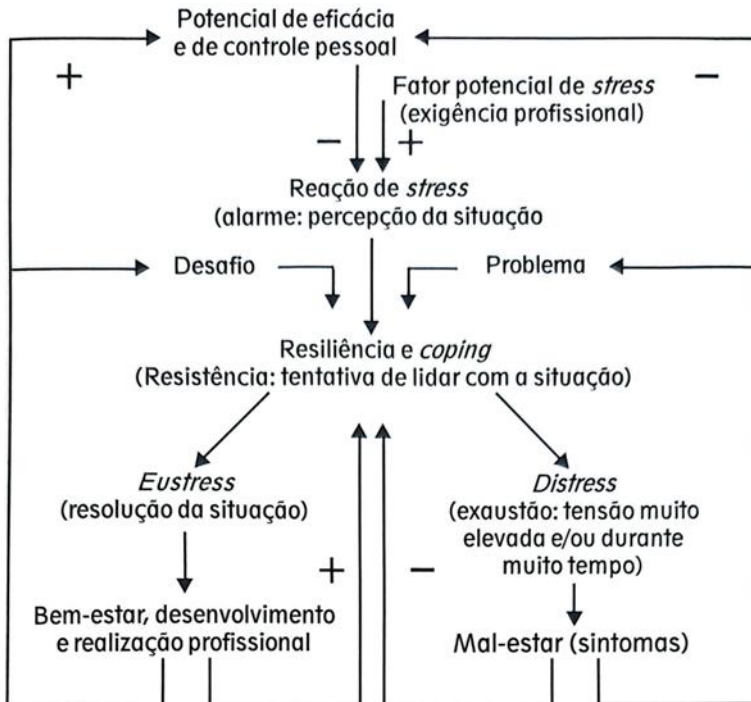 Potencial de eficácia
e de controle pessoal
+
−
Fator potencial de stress
(exigência profissional)
− +
Reação de stress
(alarme: percepção da situação
Desafio
Problema
Resiliência e coping
(Resistência: tentativa de lidar com a situação)
Eustress
(resolução da situação)
Distress
(exaustão: tensão muito
elevada e/ou durante
muito tempo)
+ −
Bem-estar, desenvolvimento
e realização profissional
Mal-estar (sintomas)